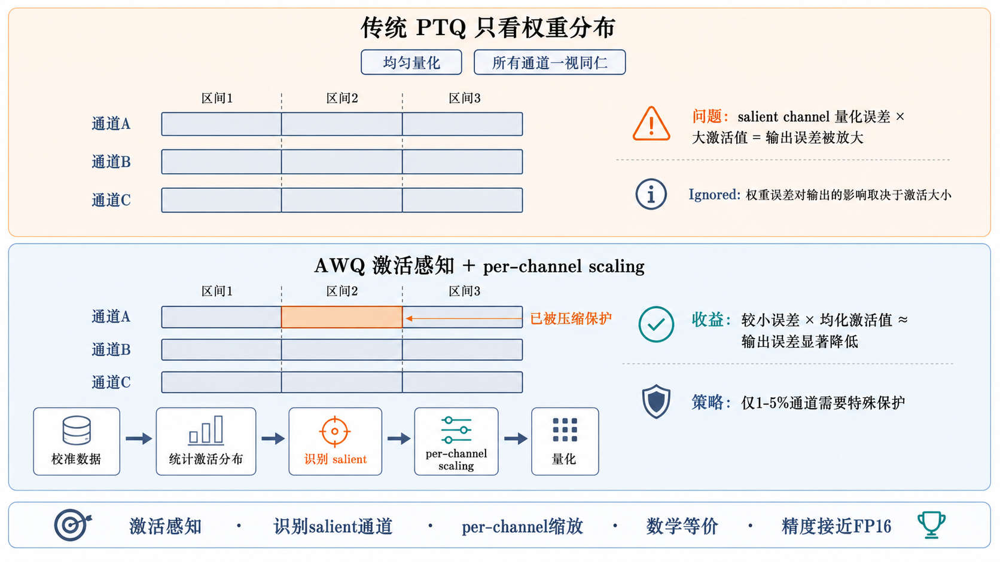 传统 PTQ 只看权重分布
均匀量化
所有通道一视同仁
区间1 区间2 区间3
通道A
通道B
通道C
问题：salient channel 量化误差 ×
大激活值 = 输出误差被放大
Ignored: 权重误差对输出的影响取决于激活大小
AWQ 激活感知 + per-channel scaling
区间1 区间2 区间3
通道A
已被压缩保护
通道B
通道C
收益：较小误差 × 均化激活值 ≈
输出误差显著降低
策略：仅1-5%通道需要特殊保护
校准数据
统计激活分布
识别 salient
per-channel
scaling
量化
激活感知 · 识别salient通道 · per-channel缩放 · 数学等价 · 精度接近FP16